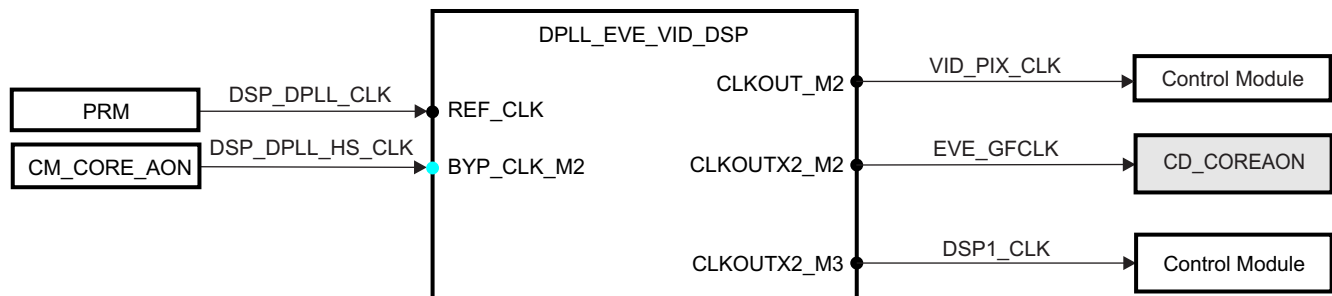 DPLL_EVE_VID_DSP
PRM
DSP_DPLL_CLK
REF_CLK
CM_CORE_AON
DSP_DPLL_HS_CLK
BYP_CLK_M2
CLKOUT_M2
VID_PIX_CLK
Control Module
CLKOUTX2_M2
EVE_GFCLK
CD_COREAON
CLKOUTX2_M3
DSP1_CLK
Control Module